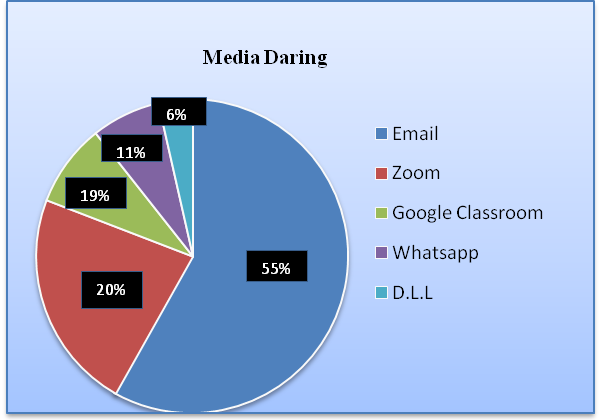 Media Daring
6%
11%
19%
20%
55%
Email
Zoom
Google Classroom
Whatsapp
D.L.L